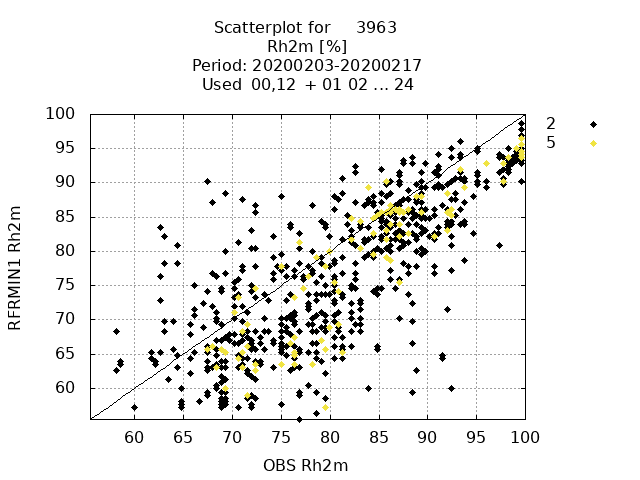 Scatterplot for 3963
Rh2m [%]
Period: 20200203-20200217
Used 00,12 + 01 02 ... 24
RFRMIN1 Rh2m
100
95
90
85
80
75
70
65
60
60 65 70 75 80 85 90 95 100
OBS Rh2m
2
5